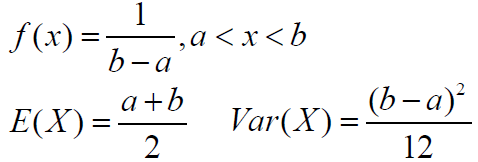 f(x) = 1/(b − a), a < x < b
E(X) = (a + b)/2   Var(X) = (b − a)²/12